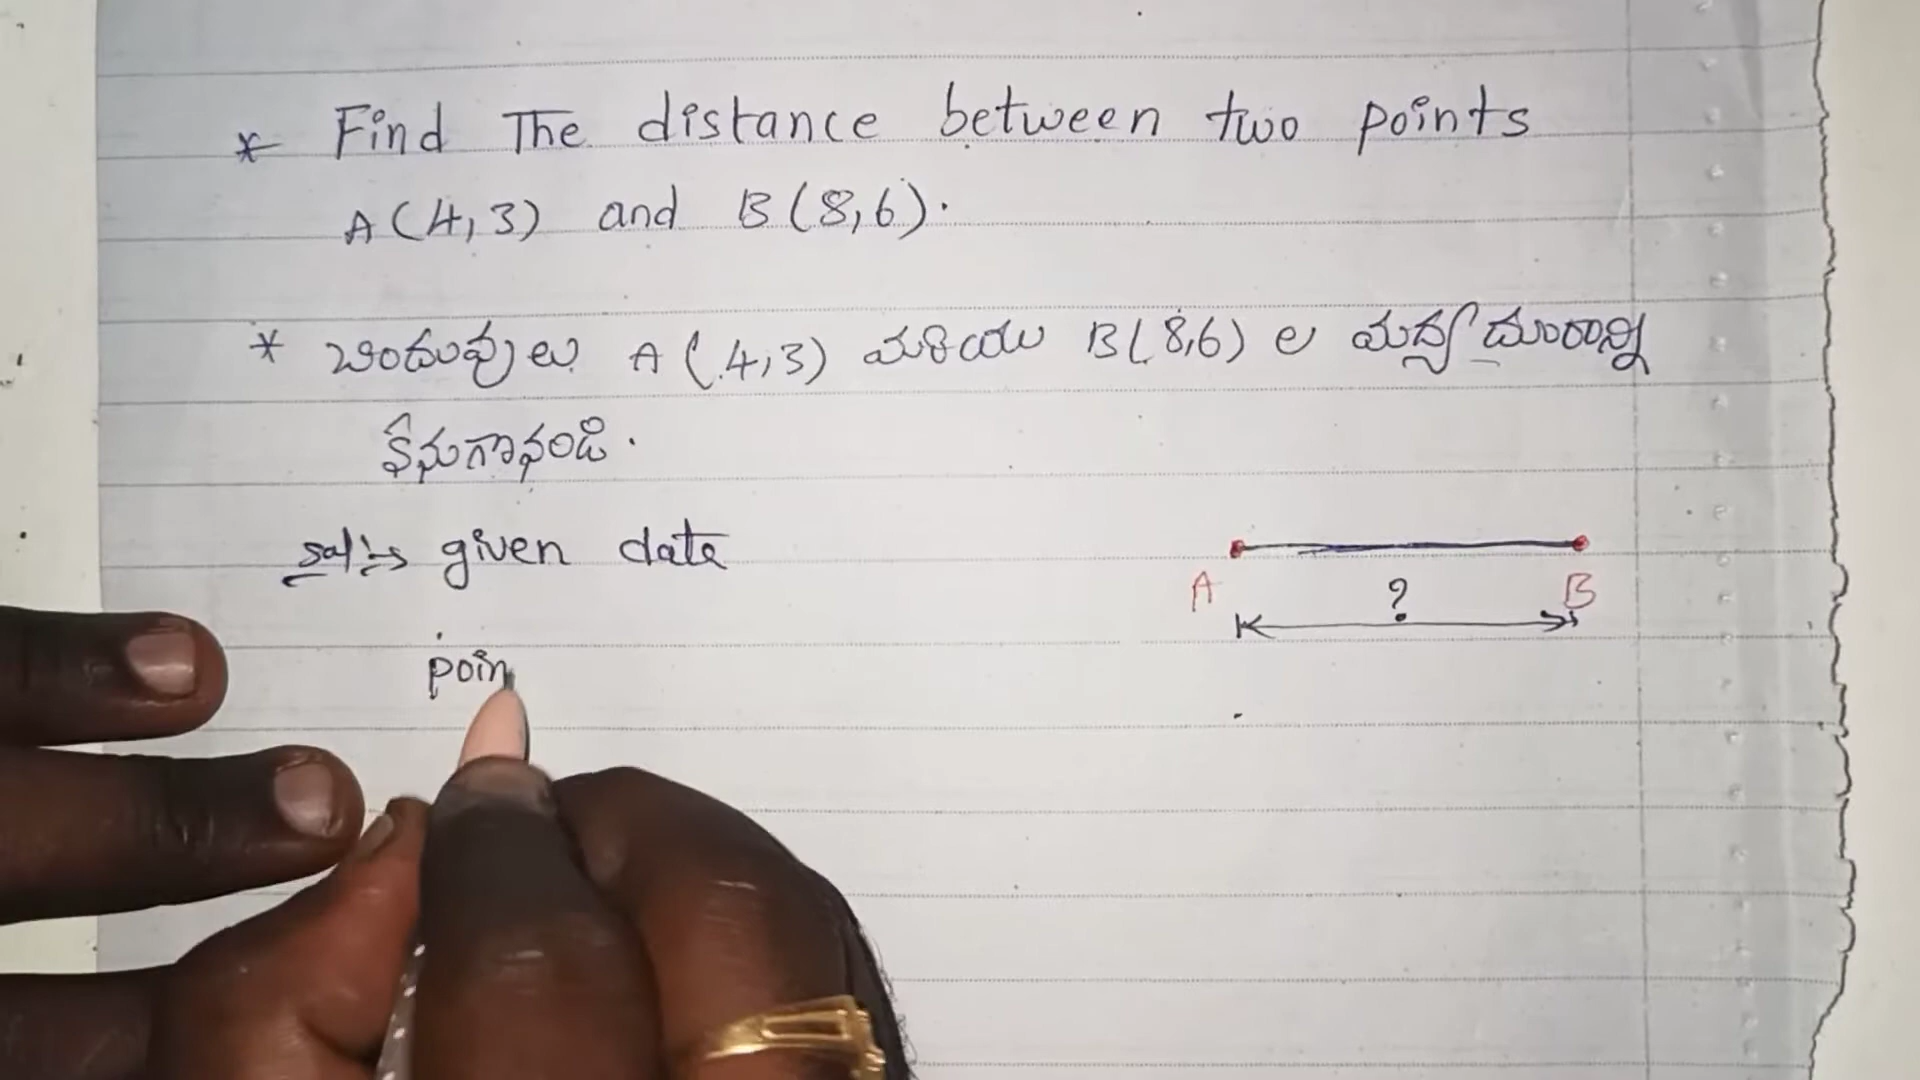 * Find The distance between two points
A (4,3) and B (8,6).
* బిందువులు A (4,3) మరియు B(8,6) ల మధ్య దూరాన్ని
కనుగొనండి.
Sol:- given data
A ? B
poin